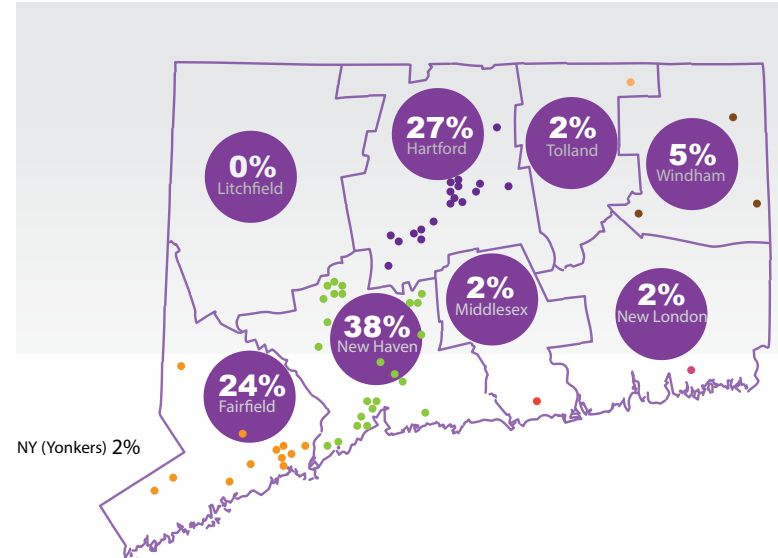 27%
Hartford
2%
Tolland
5%
Windham
0%
Litchfield
2%
Middlesex
2%
New London
38%
New Haven
24%
Fairfield
NY (Yonkers) 2%